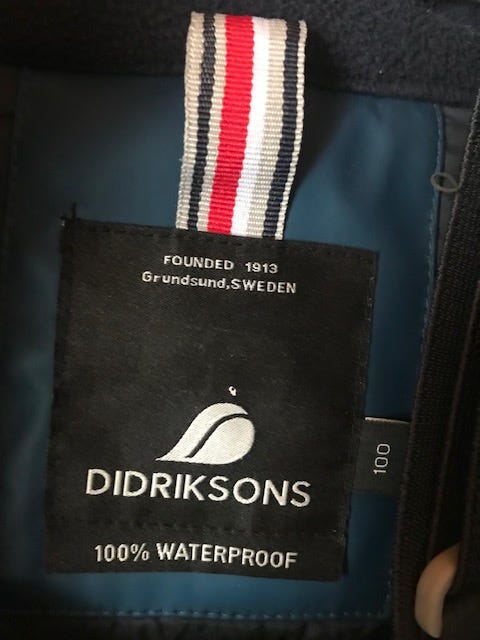 FOUNDED 1913
Grundsund,SWEDEN
DIDRIKSONS
100% WATERPROOF
100